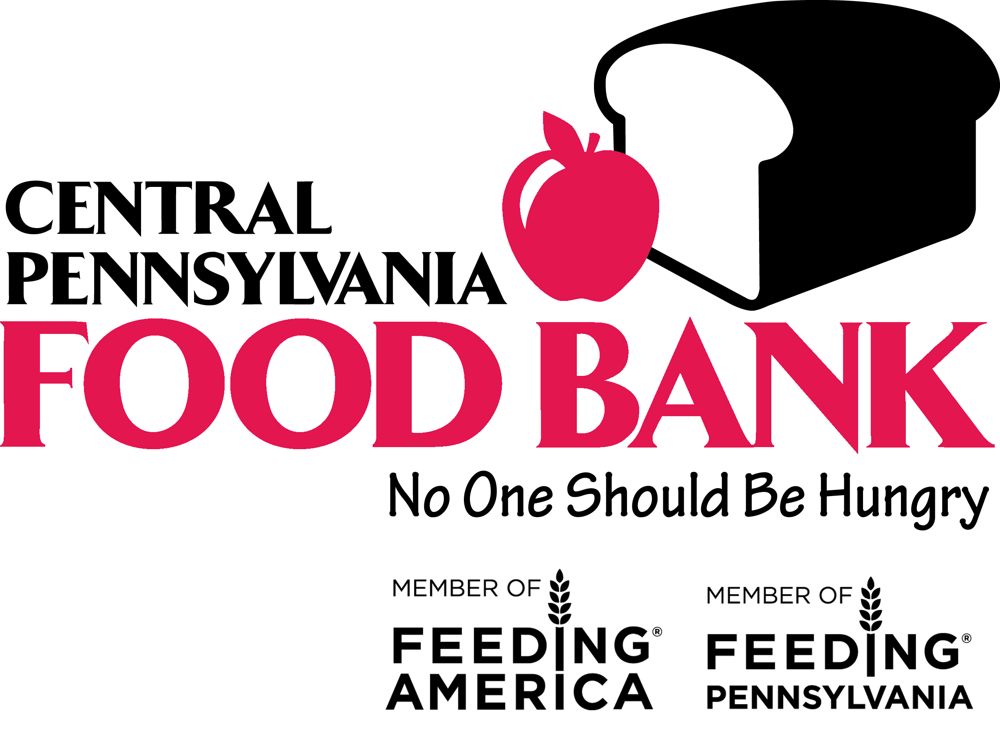 CENTRAL
PENNSYLVANIA
FOOD BANK
No One Should Be Hungry
MEMBER OF
FEEDING®
AMERICA
MEMBER OF
FEEDING®
PENNSYLVANIA